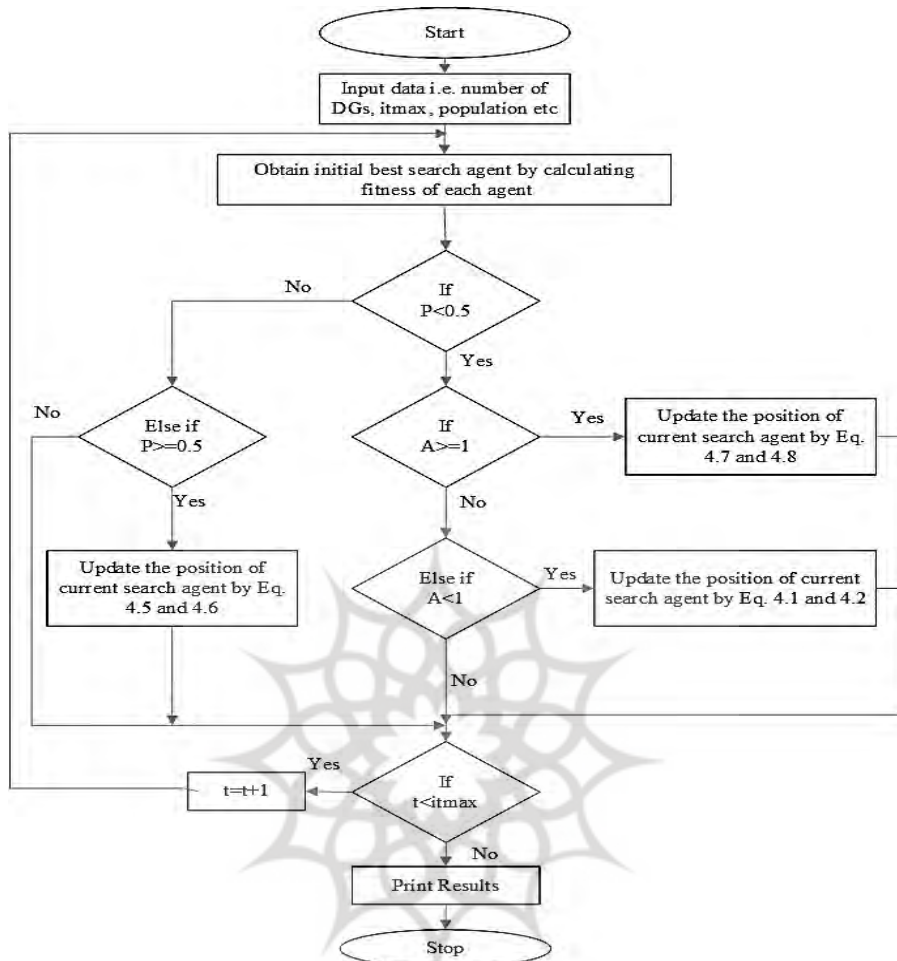 Start
Input data i.e. number of
DGs, itmax, population etc
Obtain initial best search agent by calculating
fitness of each agent
No
If
P<0.5
Yes
No
Else if
P>=0.5
If
A>=1
Yes
Update the position of
current search agent by Eq.
4.7 and 4.8
Yes
No
Update the position of
current search agent by Eq.
4.5 and 4.6
Else if
A<1
Yes
Update the position of current
search agent by Eq. 4.1 and 4.2
No
Yes
t=t+1
If
t<itmax
No
Print Results
Stop